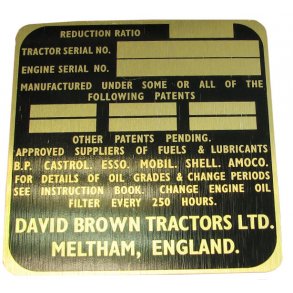 REDUCTION RATIO
TRACTOR SERIAL NO.
ENGINE SERIAL NO.
MANUFACTURED UNDER SOME OR ALL OF THE
FOLLOWING PATENTS
OTHER PATENTS PENDING.
APPROVED SUPPLIERS OF FUELS & LUBRICANTS
B.P. CASTROL. ESSO. MOBIL. SHELL. AMOCO.
FOR DETAILS OF OIL GRADES & CHANGE PERIODS
SEE INSTRUCTION BOOK. CHANGE ENGINE OIL
FILTER EVERY 250 HOURS.
DAVID BROWN TRACTORS LTD.
MELTHAM, ENGLAND.